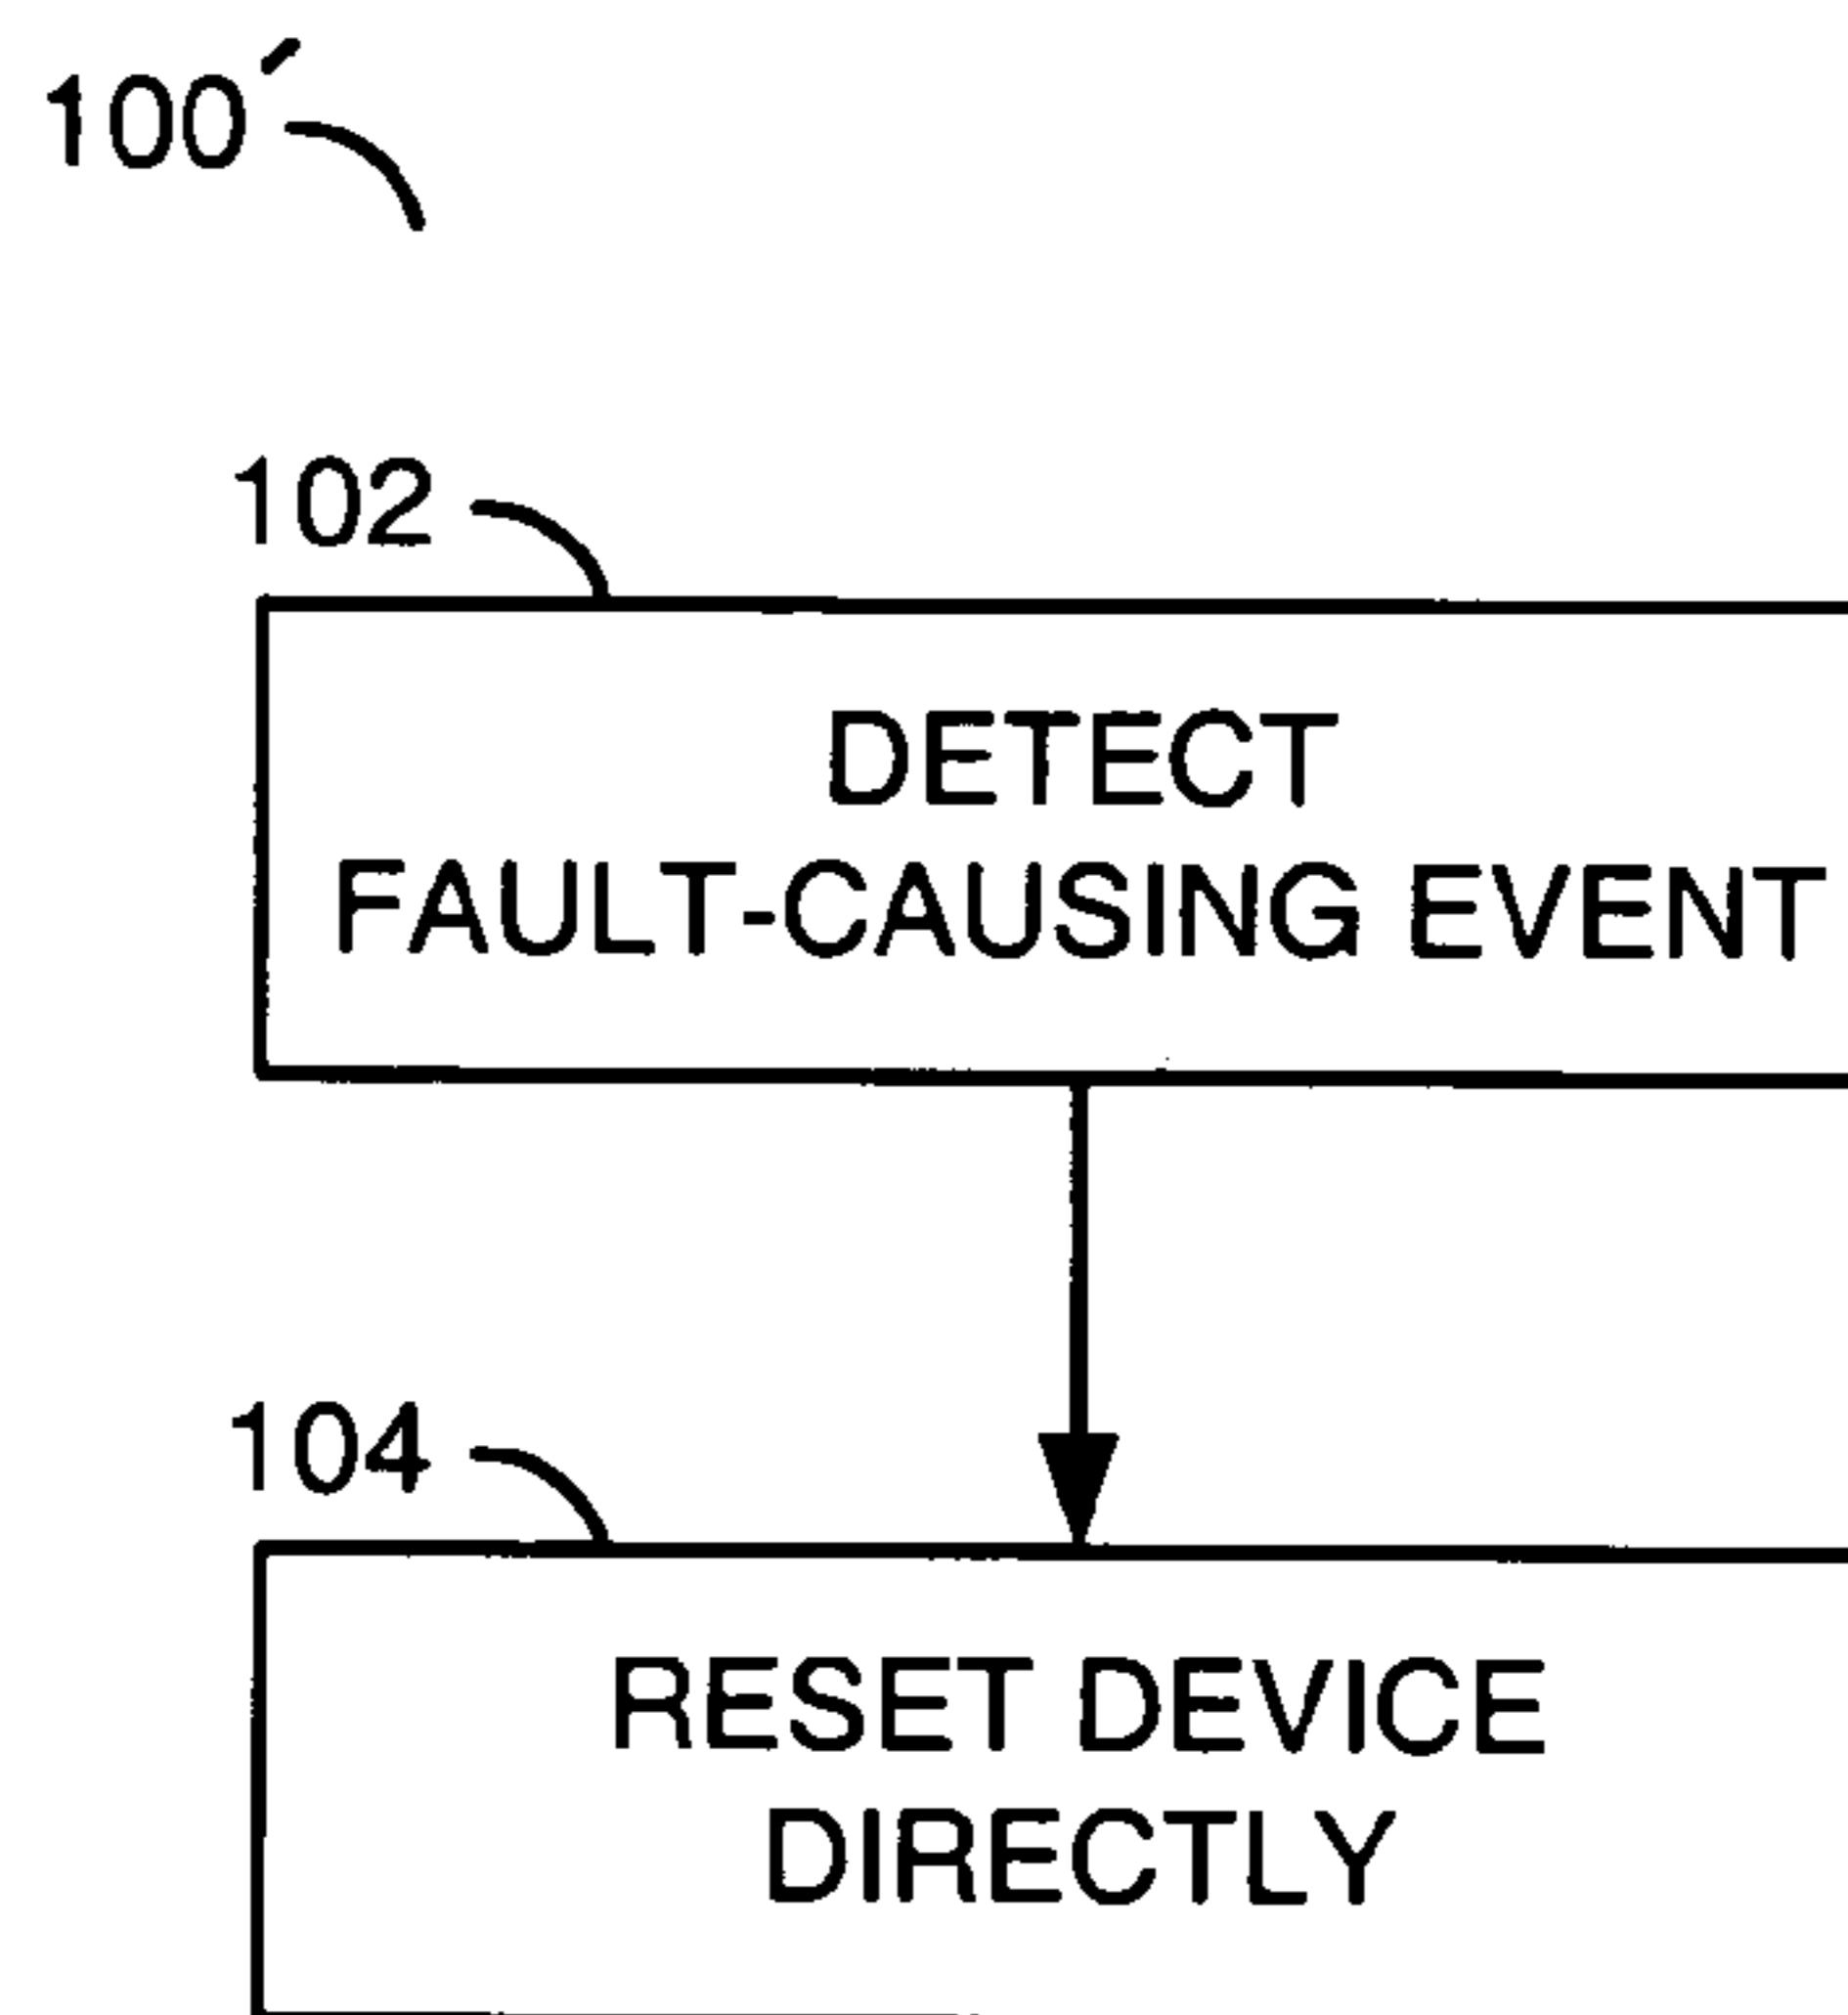 100′
102
DETECT
FAULT-CAUSING EVENT
104
RESET DEVICE
DIRECTLY